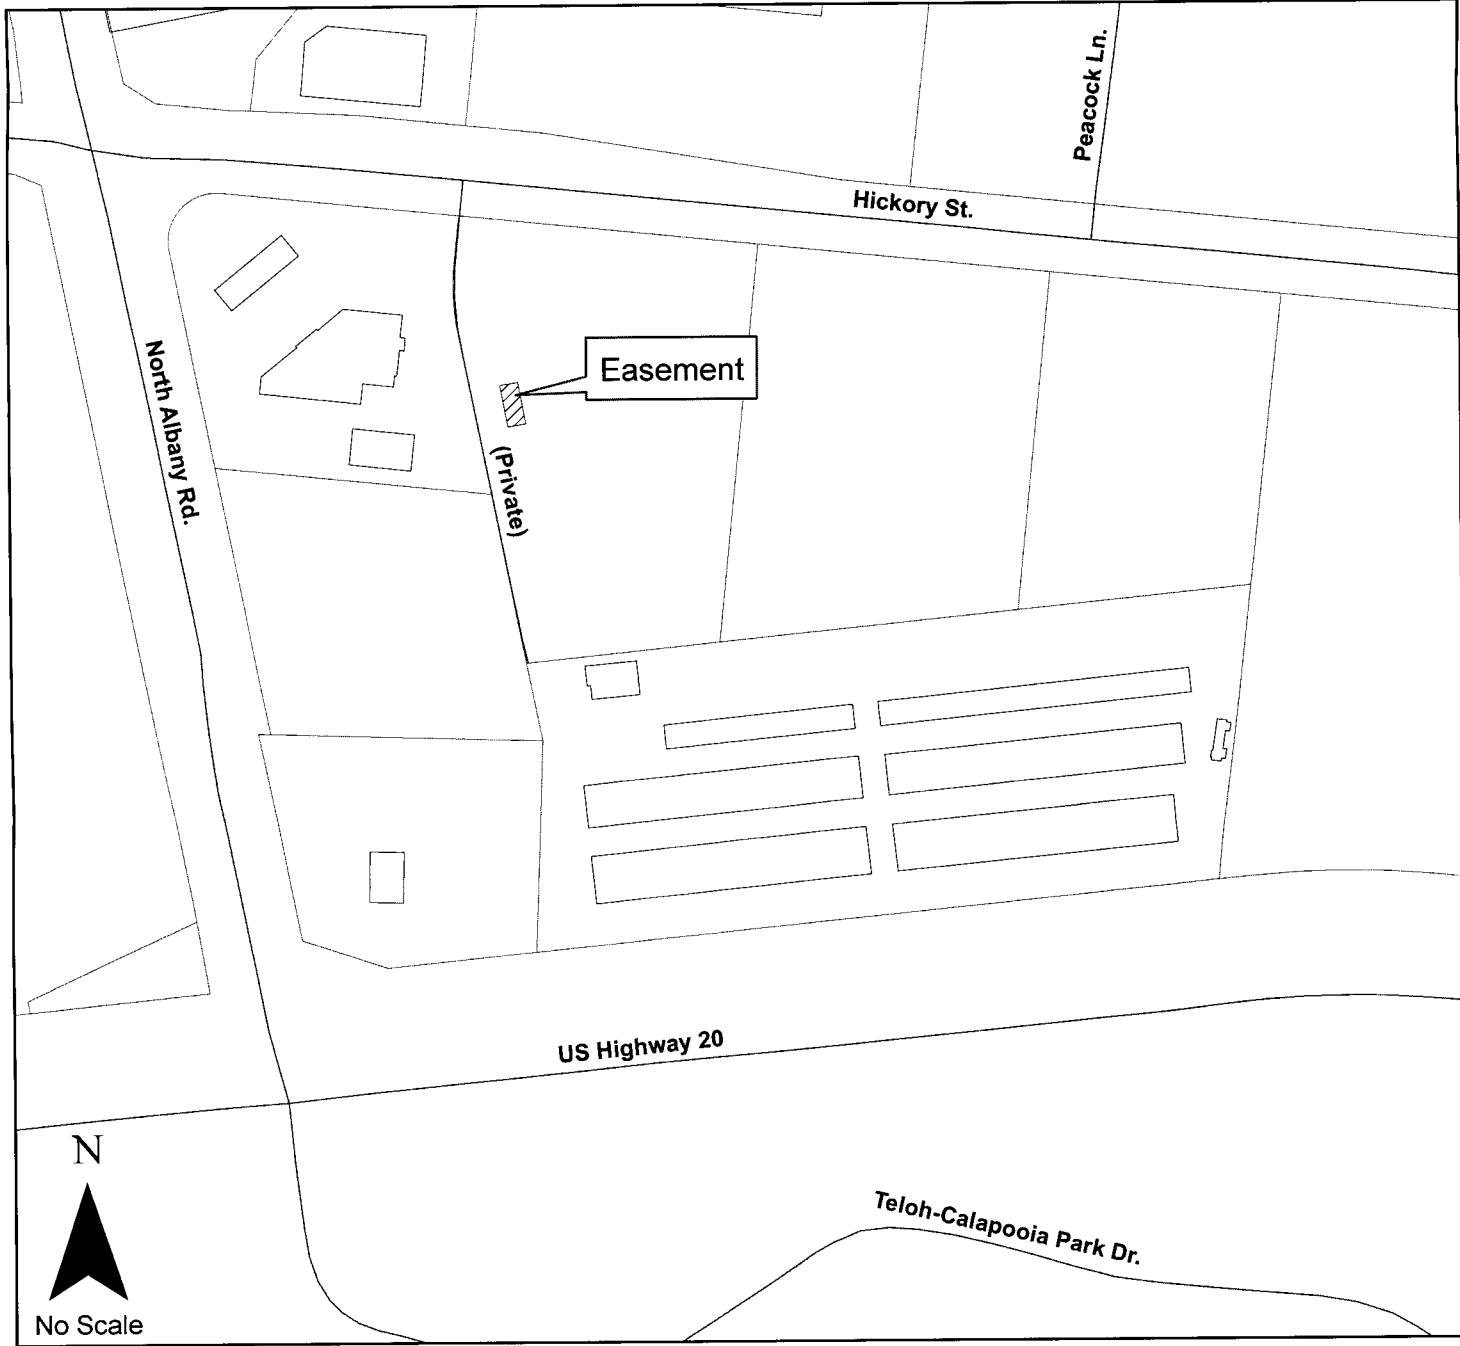 Peacock Ln.
Hickory St.
Easement
North Albany Rd.
(Private)
US Highway 20
N
Teloh-Calapooia Park Dr.
No Scale